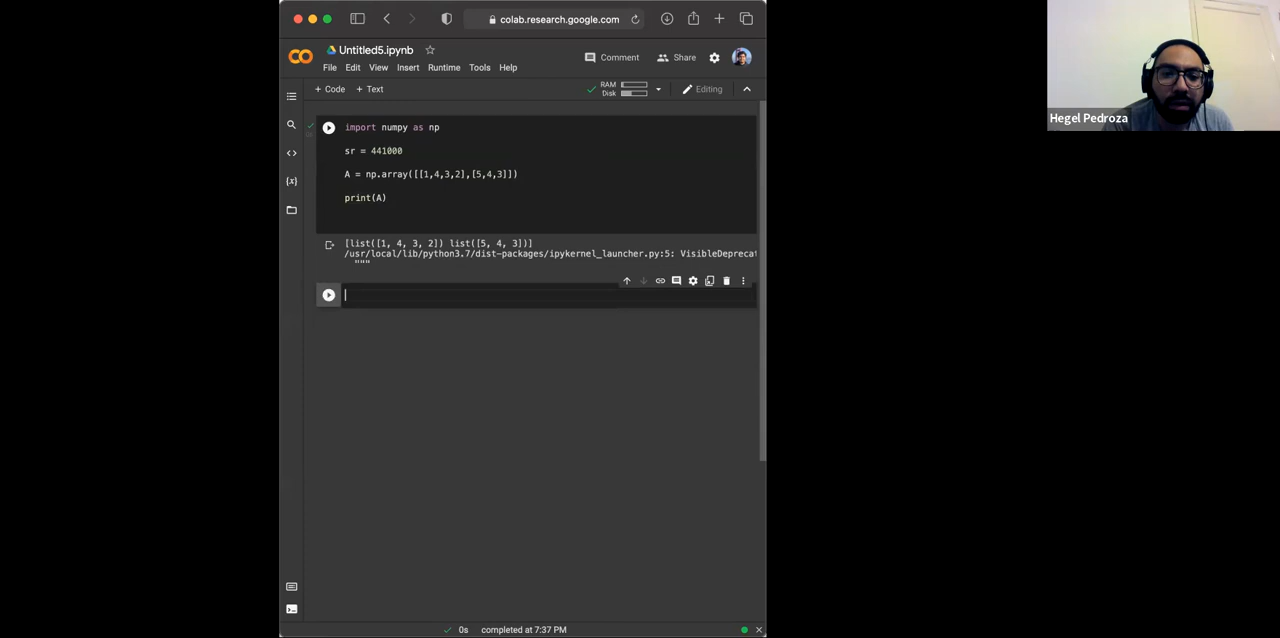 colab.research.google.com
Untitled5.ipynb
Comment
Share
File Edit View Insert Runtime Tools Help
+ Code + Text
RAM
Disk
Editing
import numpy as np
sr = 441000
A = np.array([[1,4,3,2],[5,4,3]])
print(A)
[list([1, 4, 3, 2]) list([5, 4, 3])]
/usr/local/lib/python3.7/dist-packages/ipykernel_launcher.py:5: VisibleDeprecat
"""
0s completed at 7:37 PM
Hegel Pedroza